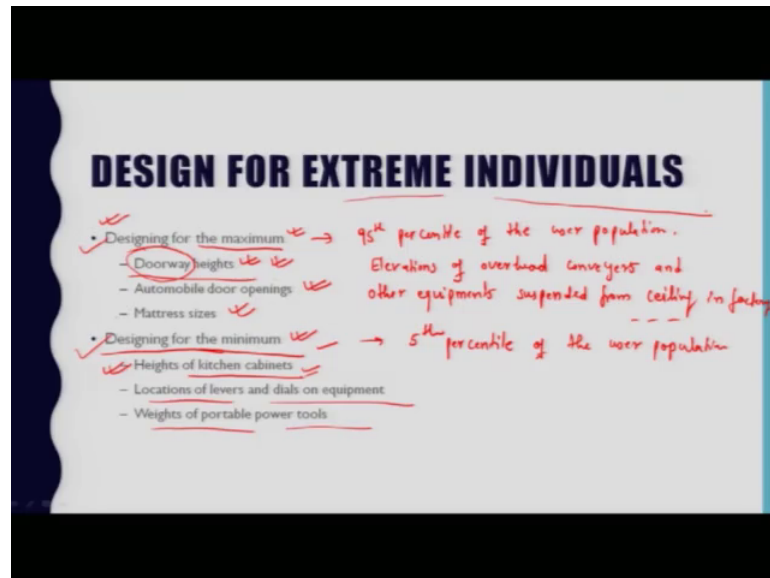 DESIGN FOR EXTREME INDIVIDUALS
• Designing for the maximum → 95th percentile of the user population.
– Doorway heights Elevations of overhead conveyers and
– Automobile door openings other equipments suspended from ceiling in factory
– Mattress sizes
• Designing for the minimum → 5th percentile of the user population
– Heights of kitchen cabinets
– Locations of levers and dials on equipment
– Weights of portable power tools